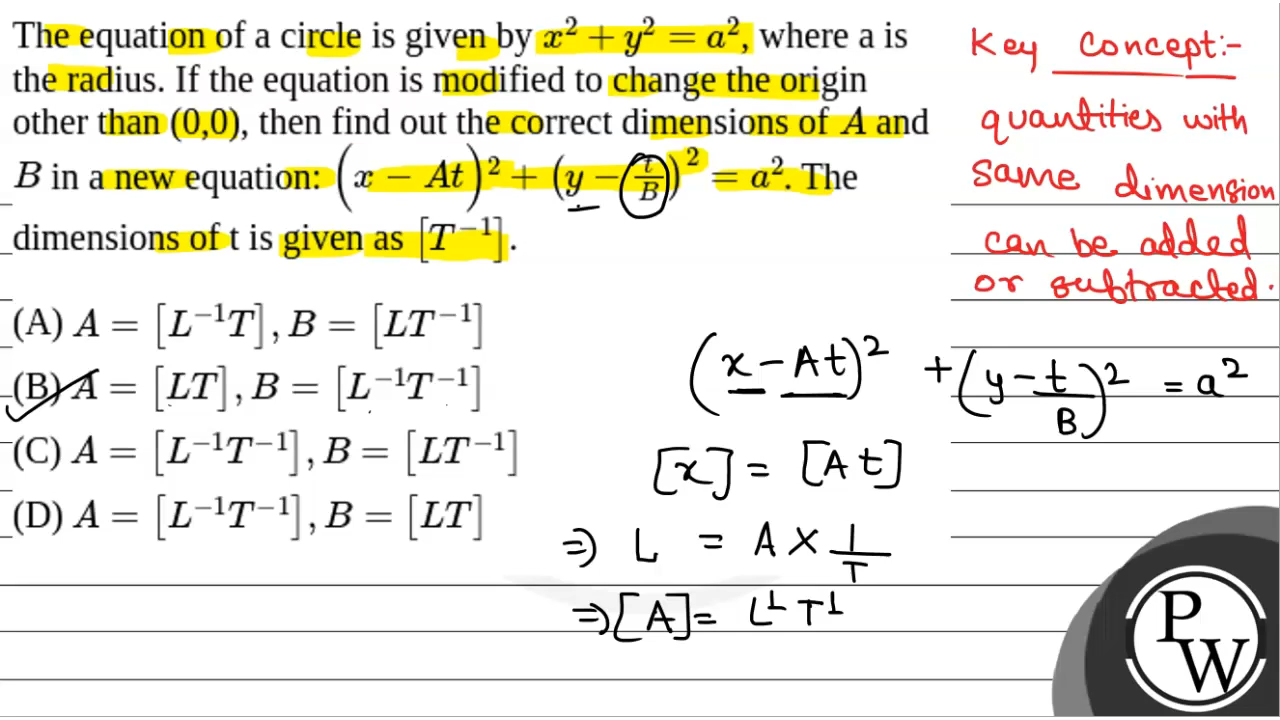 The equation of a circle is given by x² + y² = a², where a is
the radius. If the equation is modified to change the origin
other than (0,0), then find out the correct dimensions of A and
B in a new equation: (x − At)² + (y − t/B)² = a². The
dimensions of t is given as [T⁻¹].
(A) A = [L⁻¹T], B = [LT⁻¹]
(B) A = [LT], B = [L⁻¹T⁻¹]
(C) A = [L⁻¹T⁻¹], B = [LT⁻¹]
(D) A = [L⁻¹T⁻¹], B = [LT]
Key Concept:-
quantities with
same dimension
can be added
or subtracted.
(x − At)² + (y − t/B)² = a²
[x] = [At]
⇒ L = A × 1/T
⇒ [A] = L¹ T¹
PW